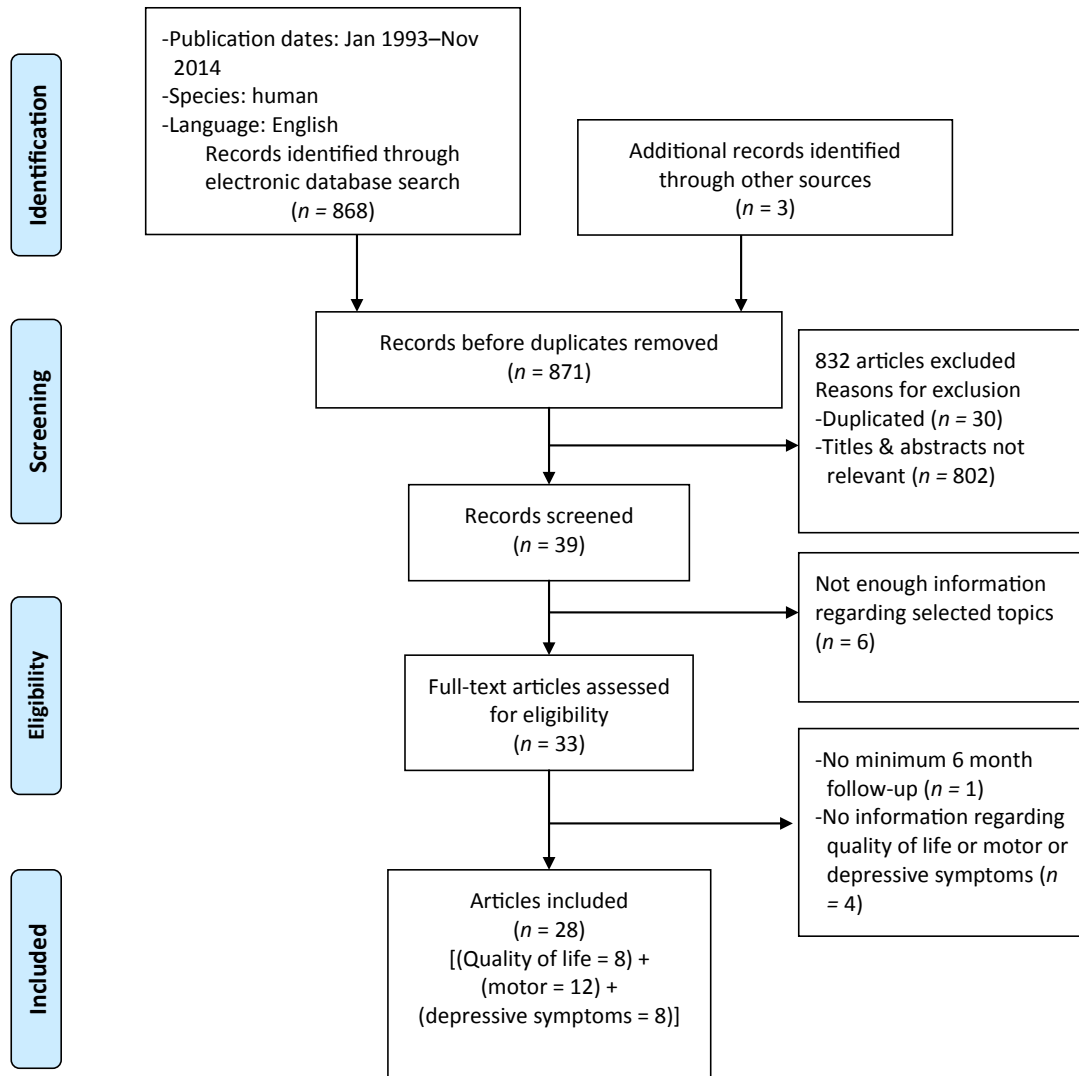 Identification
-Publication dates: Jan 1993–Nov
2014
-Species: human
-Language: English
Records identified through
electronic database search
(n = 868)
Additional records identified
through other sources
(n = 3)
Screening
Records before duplicates removed
(n = 871)
832 articles excluded
Reasons for exclusion
-Duplicated (n = 30)
-Titles & abstracts not
relevant (n = 802)
Records screened
(n = 39)
Not enough information
regarding selected topics
(n = 6)
Eligibility
Full-text articles assessed
for eligibility
(n = 33)
-No minimum 6 month
follow-up (n = 1)
-No information regarding
quality of life or motor or
depressive symptoms (n
= 4)
Included
Articles included
(n = 28)
[(Quality of life = 8) +
(motor = 12) +
(depressive symptoms = 8)]